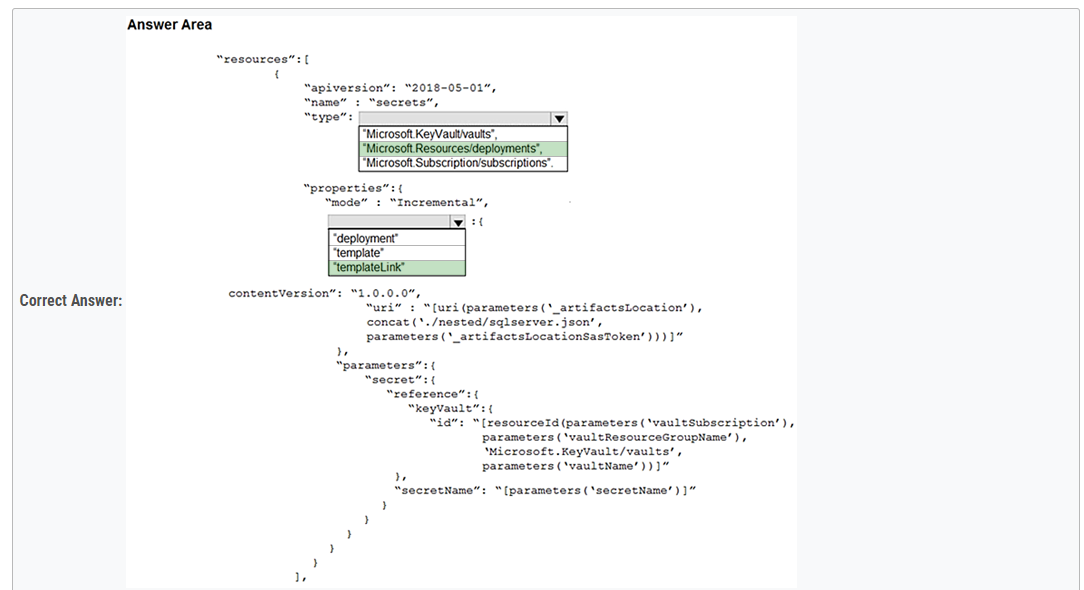 Answer Area
“resources”:[
{
“apiversion”: “2018-05-01”,
“name” : “secrets”,
“type”:
“Microsoft.KeyVault/vaults”,
“Microsoft.Resources/deployments”,
“Microsoft.Subscription/subscriptions”.
“properties”:{
“mode” : “Incremental”,
:{
“deployment”
“template”
“templateLink”
Correct Answer:
contentVersion”: “1.0.0.0”,
“uri” : “[uri(parameters(‘_artifactsLocation’),
concat(‘./nested/sqlserver.json’,
parameters(‘_artifactsLocationSasToken’)))]”
},
“parameters”:{
“secret”:{
“reference”:{
“keyVault”:{
“id”: “[resourceId(parameters(‘vaultSubscription’),
parameters(‘vaultResourceGroupName’),
‘Microsoft.KeyVault/vaults’,
parameters(‘vaultName’))]”
},
“secretName”: “[parameters(‘secretName’)]”
}
}
}
}
}
],